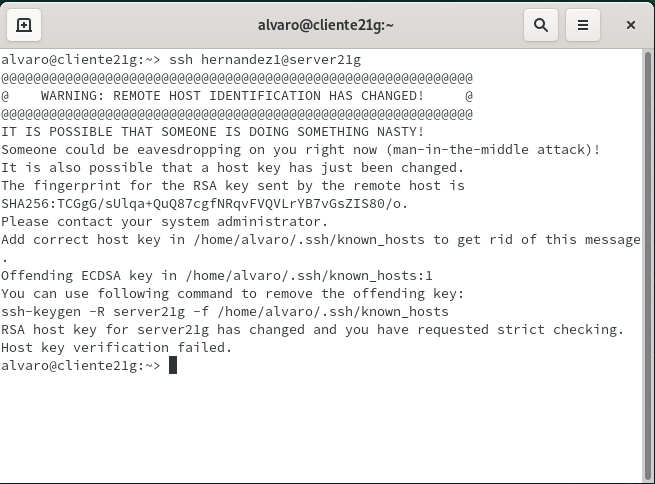 alvaro@cliente21g:~
alvaro@cliente21g:~> ssh hernandez1@server21g
@@@@@@@@@@@@@@@@@@@@@@@@@@@@@@@@@@@@@@@@@@@@@@@@@@@@@@@@@@@
@    WARNING: REMOTE HOST IDENTIFICATION HAS CHANGED!     @
@@@@@@@@@@@@@@@@@@@@@@@@@@@@@@@@@@@@@@@@@@@@@@@@@@@@@@@@@@@
IT IS POSSIBLE THAT SOMEONE IS DOING SOMETHING NASTY!
Someone could be eavesdropping on you right now (man-in-the-middle attack)!
It is also possible that a host key has just been changed.
The fingerprint for the RSA key sent by the remote host is
SHA256:TCGgG/sUlqa+QuQ87cgfNRqvFVQVLrYB7vGsZIS80/o.
Please contact your system administrator.
Add correct host key in /home/alvaro/.ssh/known_hosts to get rid of this message
.
Offending ECDSA key in /home/alvaro/.ssh/known_hosts:1
You can use following command to remove the offending key:
ssh-keygen -R server21g -f /home/alvaro/.ssh/known_hosts
RSA host key for server21g has changed and you have requested strict checking.
Host key verification failed.
alvaro@cliente21g:~>